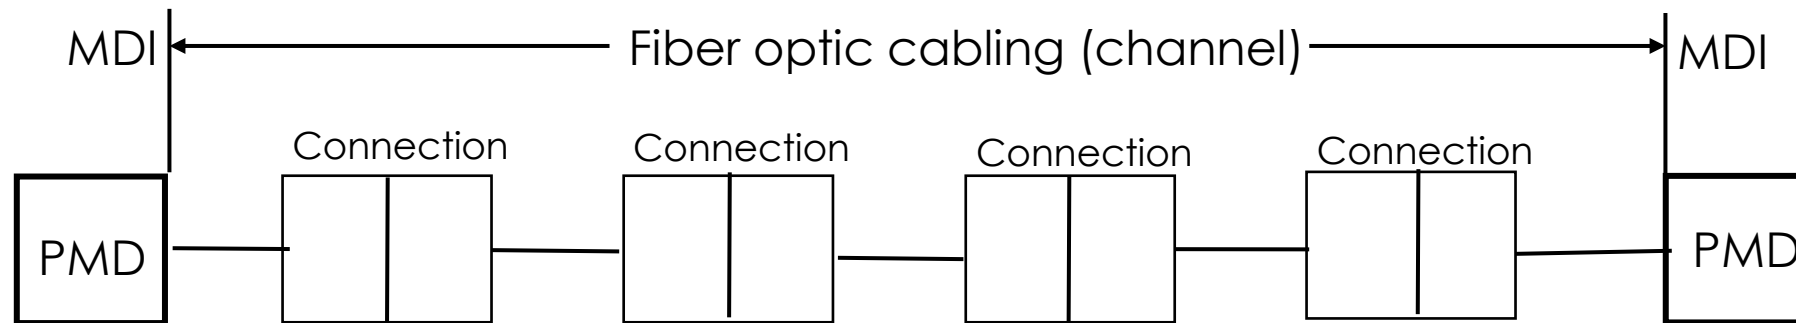 MDI Fiber optic cabling (channel) MDI
Connection Connection Connection Connection
PMD PMD